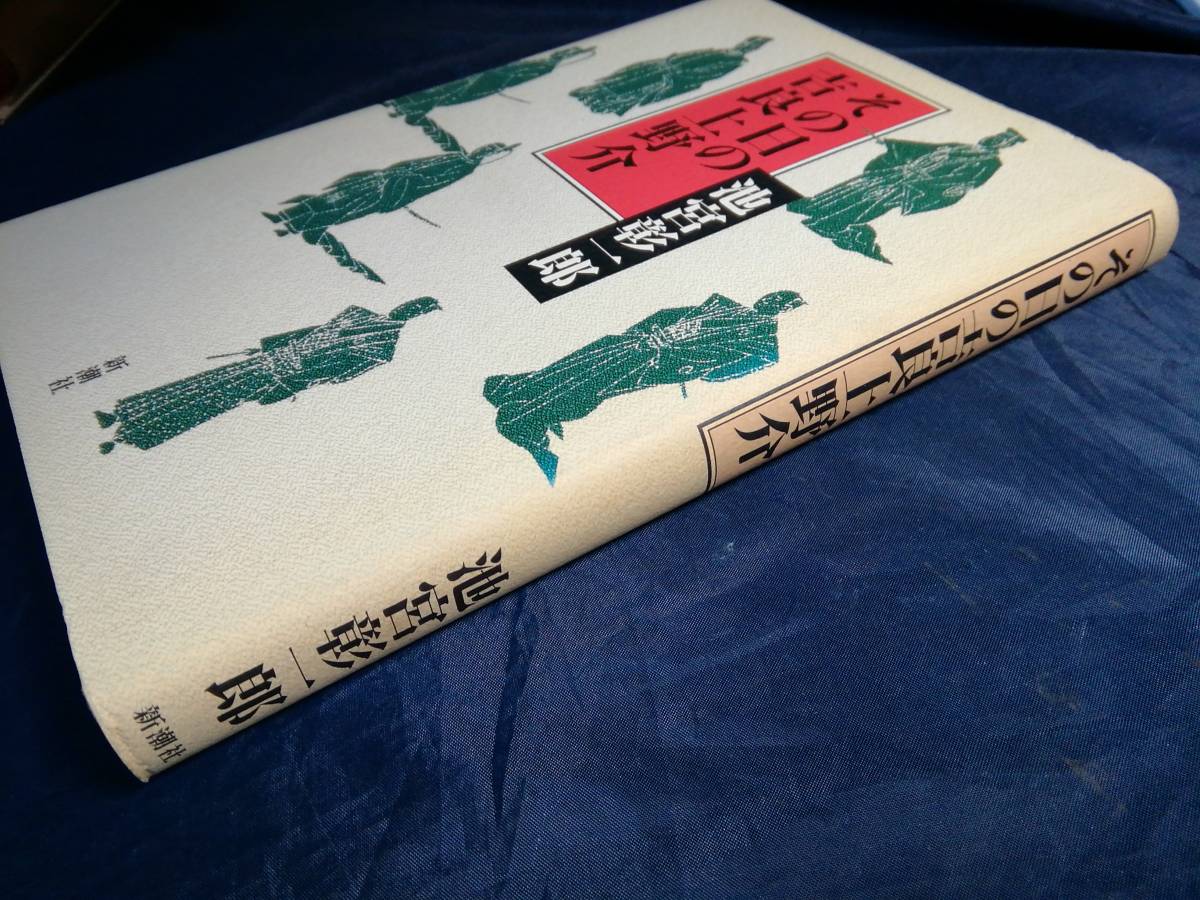 その日の
吉良上野介
池宮彰一郎
新潮社
その日の吉良上野介
池宮彰一郎
新潮社